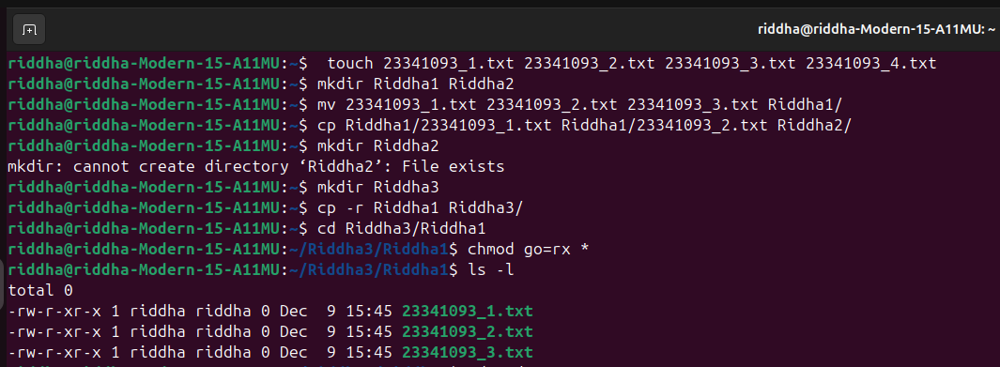 riddha@riddha-Modern-15-A11MU: ~
riddha@riddha-Modern-15-A11MU:~$  touch 23341093_1.txt 23341093_2.txt 23341093_3.txt 23341093_4.txt
riddha@riddha-Modern-15-A11MU:~$ mkdir Riddha1 Riddha2
riddha@riddha-Modern-15-A11MU:~$ mv 23341093_1.txt 23341093_2.txt 23341093_3.txt Riddha1/
riddha@riddha-Modern-15-A11MU:~$ cp Riddha1/23341093_1.txt Riddha1/23341093_2.txt Riddha2/
riddha@riddha-Modern-15-A11MU:~$ mkdir Riddha2
mkdir: cannot create directory ‘Riddha2’: File exists
riddha@riddha-Modern-15-A11MU:~$ mkdir Riddha3
riddha@riddha-Modern-15-A11MU:~$ cp -r Riddha1 Riddha3/
riddha@riddha-Modern-15-A11MU:~$ cd Riddha3/Riddha1
riddha@riddha-Modern-15-A11MU:~/Riddha3/Riddha1$ chmod go=rx *
riddha@riddha-Modern-15-A11MU:~/Riddha3/Riddha1$ ls -l
total 0
-rw-r-xr-x 1 riddha riddha 0 Dec  9 15:45 23341093_1.txt
-rw-r-xr-x 1 riddha riddha 0 Dec  9 15:45 23341093_2.txt
-rw-r-xr-x 1 riddha riddha 0 Dec  9 15:45 23341093_3.txt